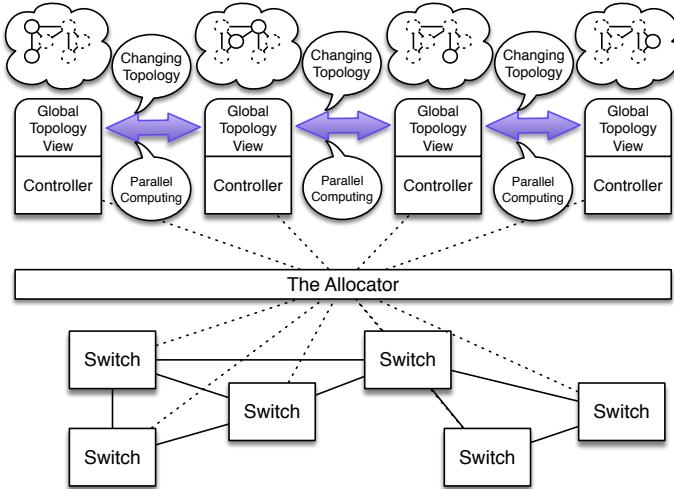 Changing
Topology
Changing
Topology
Changing
Topology
Global
Topology
View
Global
Topology
View
Global
Topology
View
Global
Topology
View
Controller
Parallel
Computing
Controller
Parallel
Computing
Controller
Parallel
Computing
Controller
The Allocator
Switch
Switch
Switch
Switch
Switch
Switch